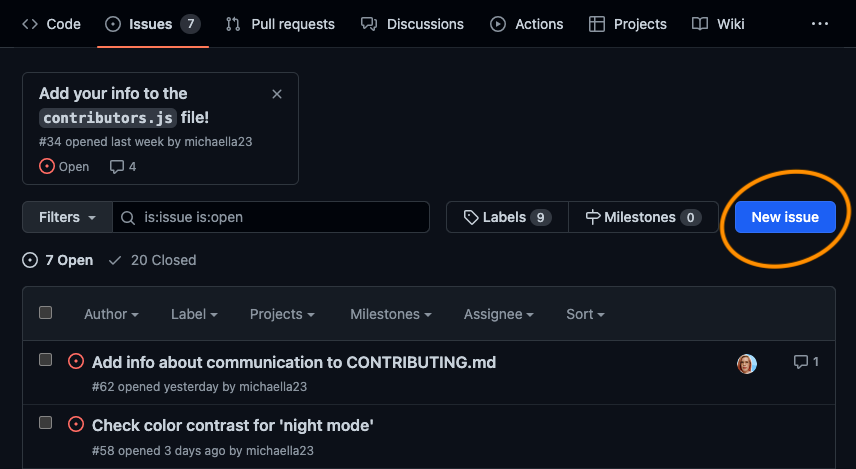 Code Issues 7 Pull requests Discussions Actions Projects Wiki ...
Add your info to the
contributors.js file!
#34 opened last week by michaella23
Open 4
Filters is:issue is:open Labels 9 Milestones 0 New issue
7 Open 20 Closed
Author Label Projects Milestones Assignee Sort
Add info about communication to CONTRIBUTING.md 1
#62 opened yesterday by michaella23
Check color contrast for 'night mode'
#58 opened 3 days ago by michaella23